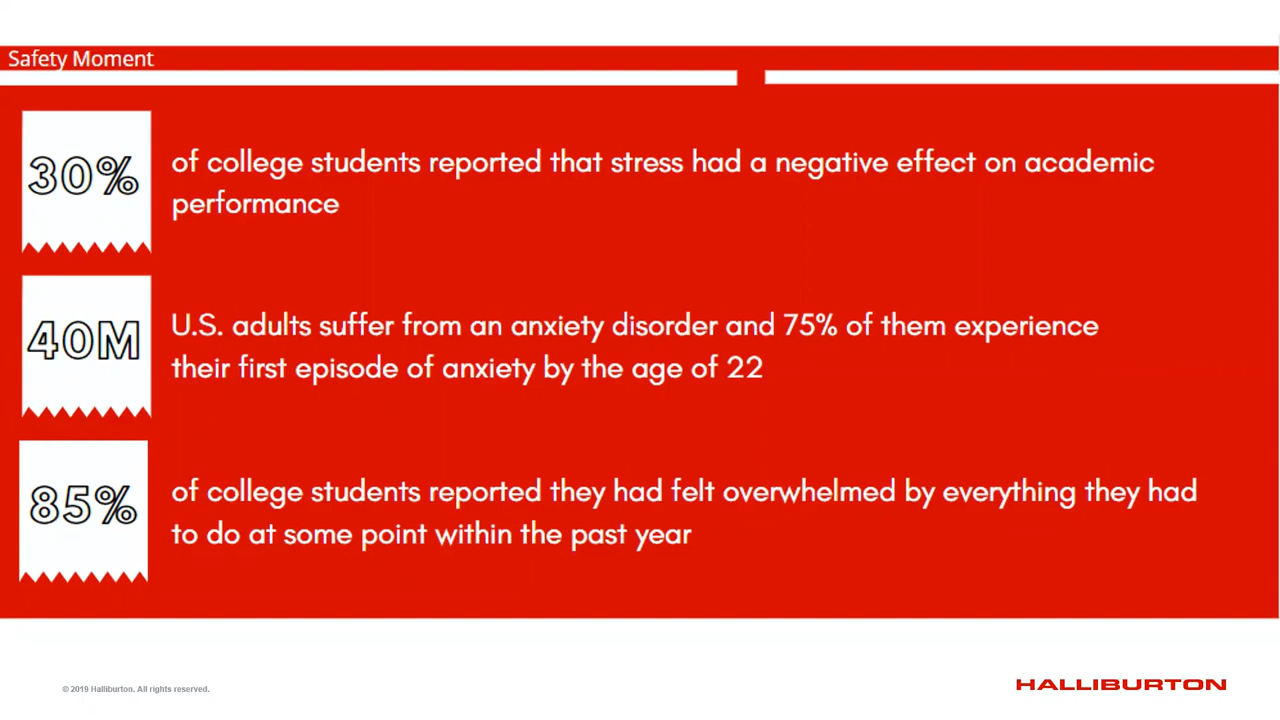 Safety Moment
30%
of college students reported that stress had a negative effect on academic
performance
40M
U.S. adults suffer from an anxiety disorder and 75% of them experience
their first episode of anxiety by the age of 22
85%
of college students reported they had felt overwhelmed by everything they had
to do at some point within the past year
© 2019 Halliburton. All rights reserved.
HALLIBURTON